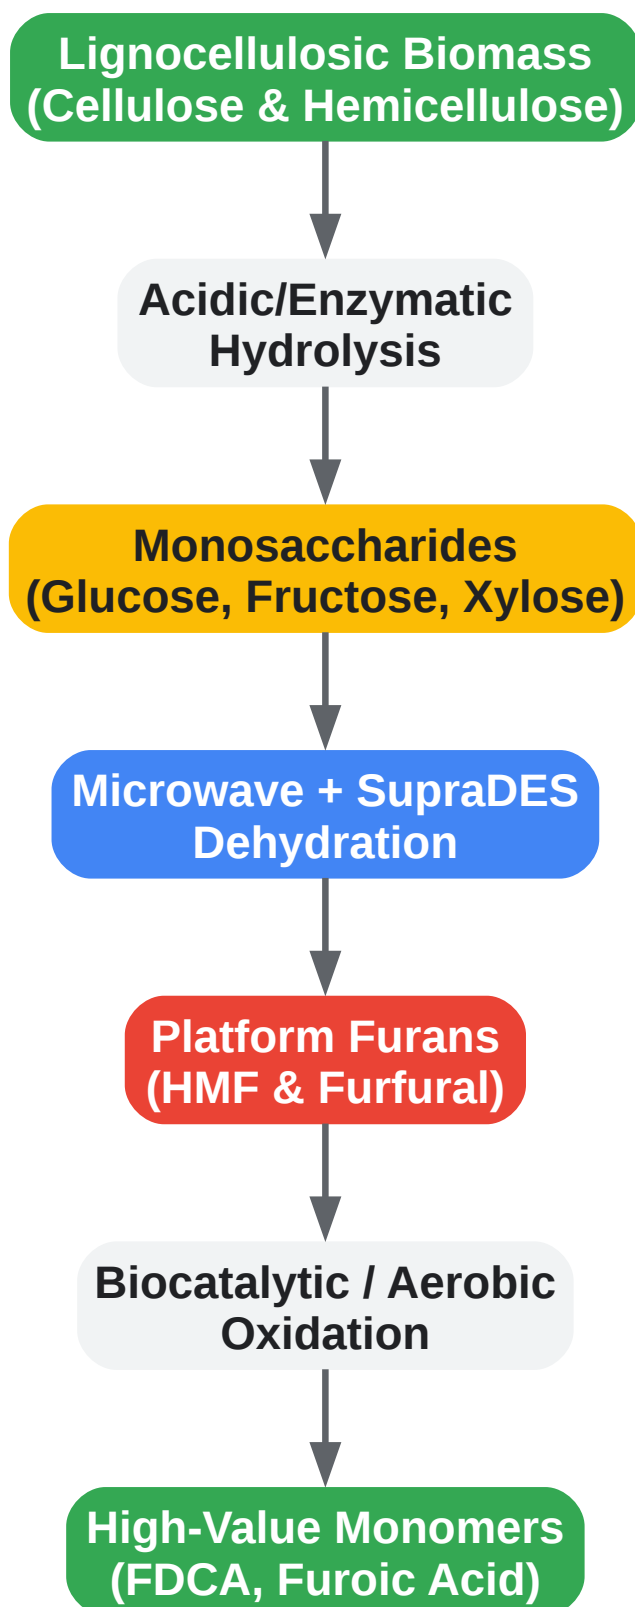 Lignocellulosic Biomass
(Cellulose & Hemicellulose)
Acidic/Enzymatic
Hydrolysis
Monosaccharides
(Glucose, Fructose, Xylose)
Microwave + SupraDES
Dehydration
Platform Furans
(HMF & Furfural)
Biocatalytic / Aerobic
Oxidation
High-Value Monomers
(FDCA, Furoic Acid)